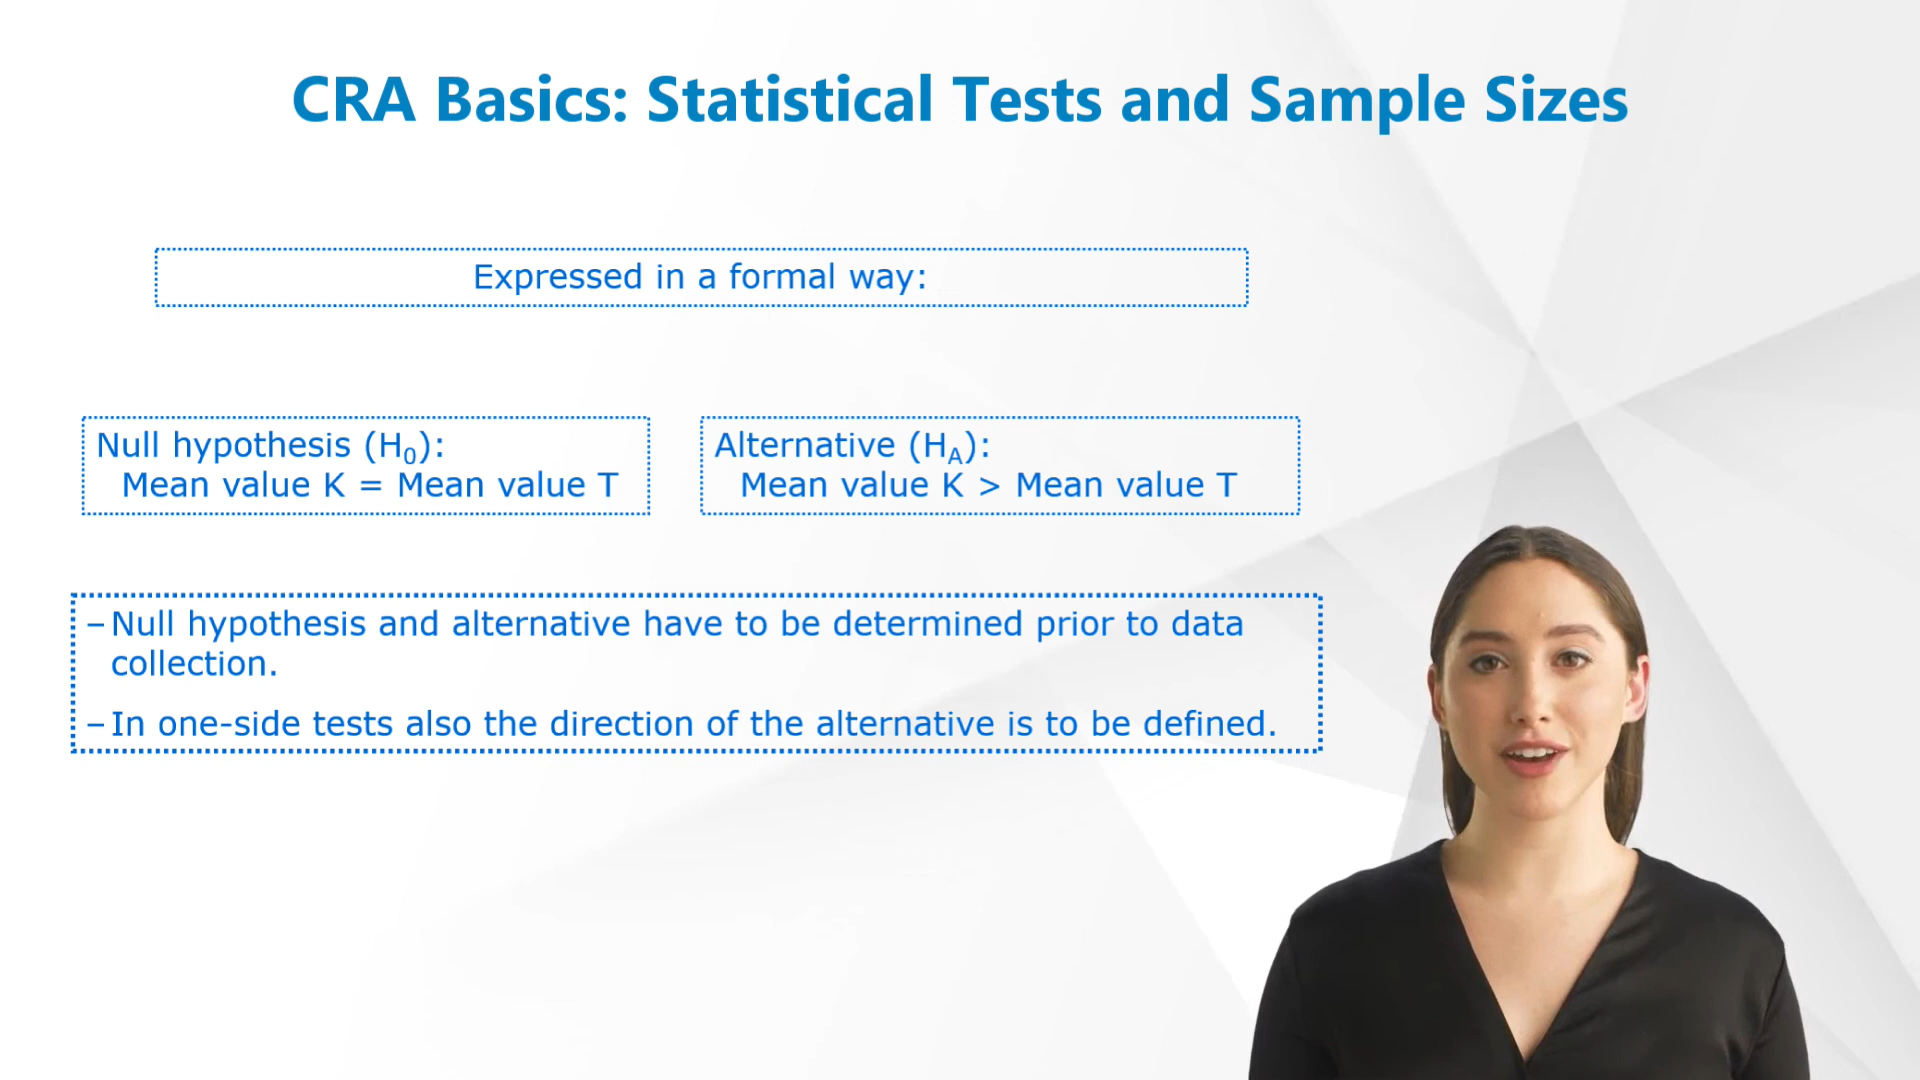 CRA Basics: Statistical Tests and Sample Sizes
Expressed in a formal way:
Null hypothesis (H₀):
Mean value K = Mean value T
Alternative (Hₐ):
Mean value K > Mean value T
– Null hypothesis and alternative have to be determined prior to data
collection.
– In one-side tests also the direction of the alternative is to be defined.